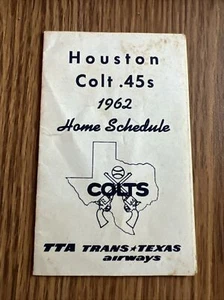 Houston
Colt .45s
1962
Home Schedule
COLTS
TTA TRANS★TEXAS
airways